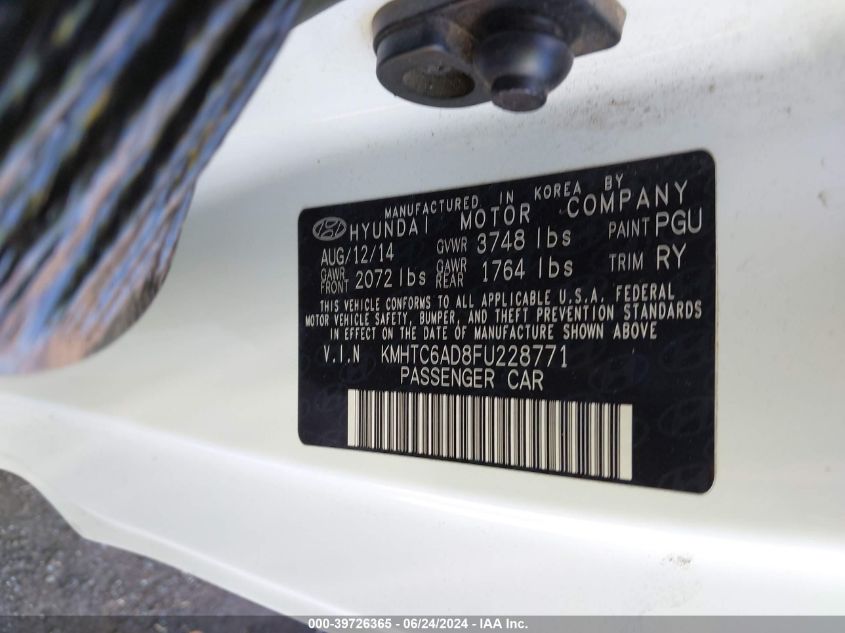 MANUFACTURED IN KOREA BY
HYUNDAI MOTOR COMPANY
AUG/12/14 GVWR 3748 lbs PAINT PGU
GAWR FRONT 2072 lbs GAWR REAR 1764 lbs TRIM RY
THIS VEHICLE CONFORMS TO ALL APPLICABLE U.S.A. FEDERAL
MOTOR VEHICLE SAFETY, BUMPER, AND THEFT PREVENTION STANDARDS
IN EFFECT ON THE DATE OF MANUFACTURE SHOWN ABOVE
V.I.N KMHTC6AD8FU228771
PASSENGER CAR
000-39726365 - 06/24/2024 - IAA Inc.